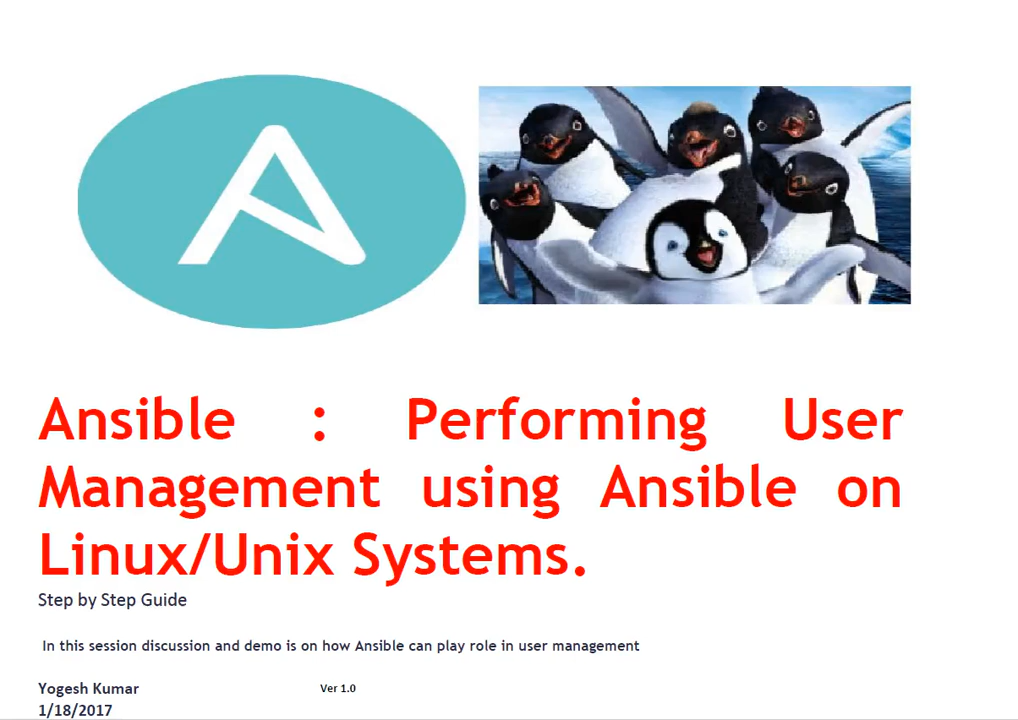 Ansible : Performing User
Management using Ansible on
Linux/Unix Systems.
Step by Step Guide
In this session discussion and demo is on how Ansible can play role in user management
Yogesh Kumar Ver 1.0
1/18/2017